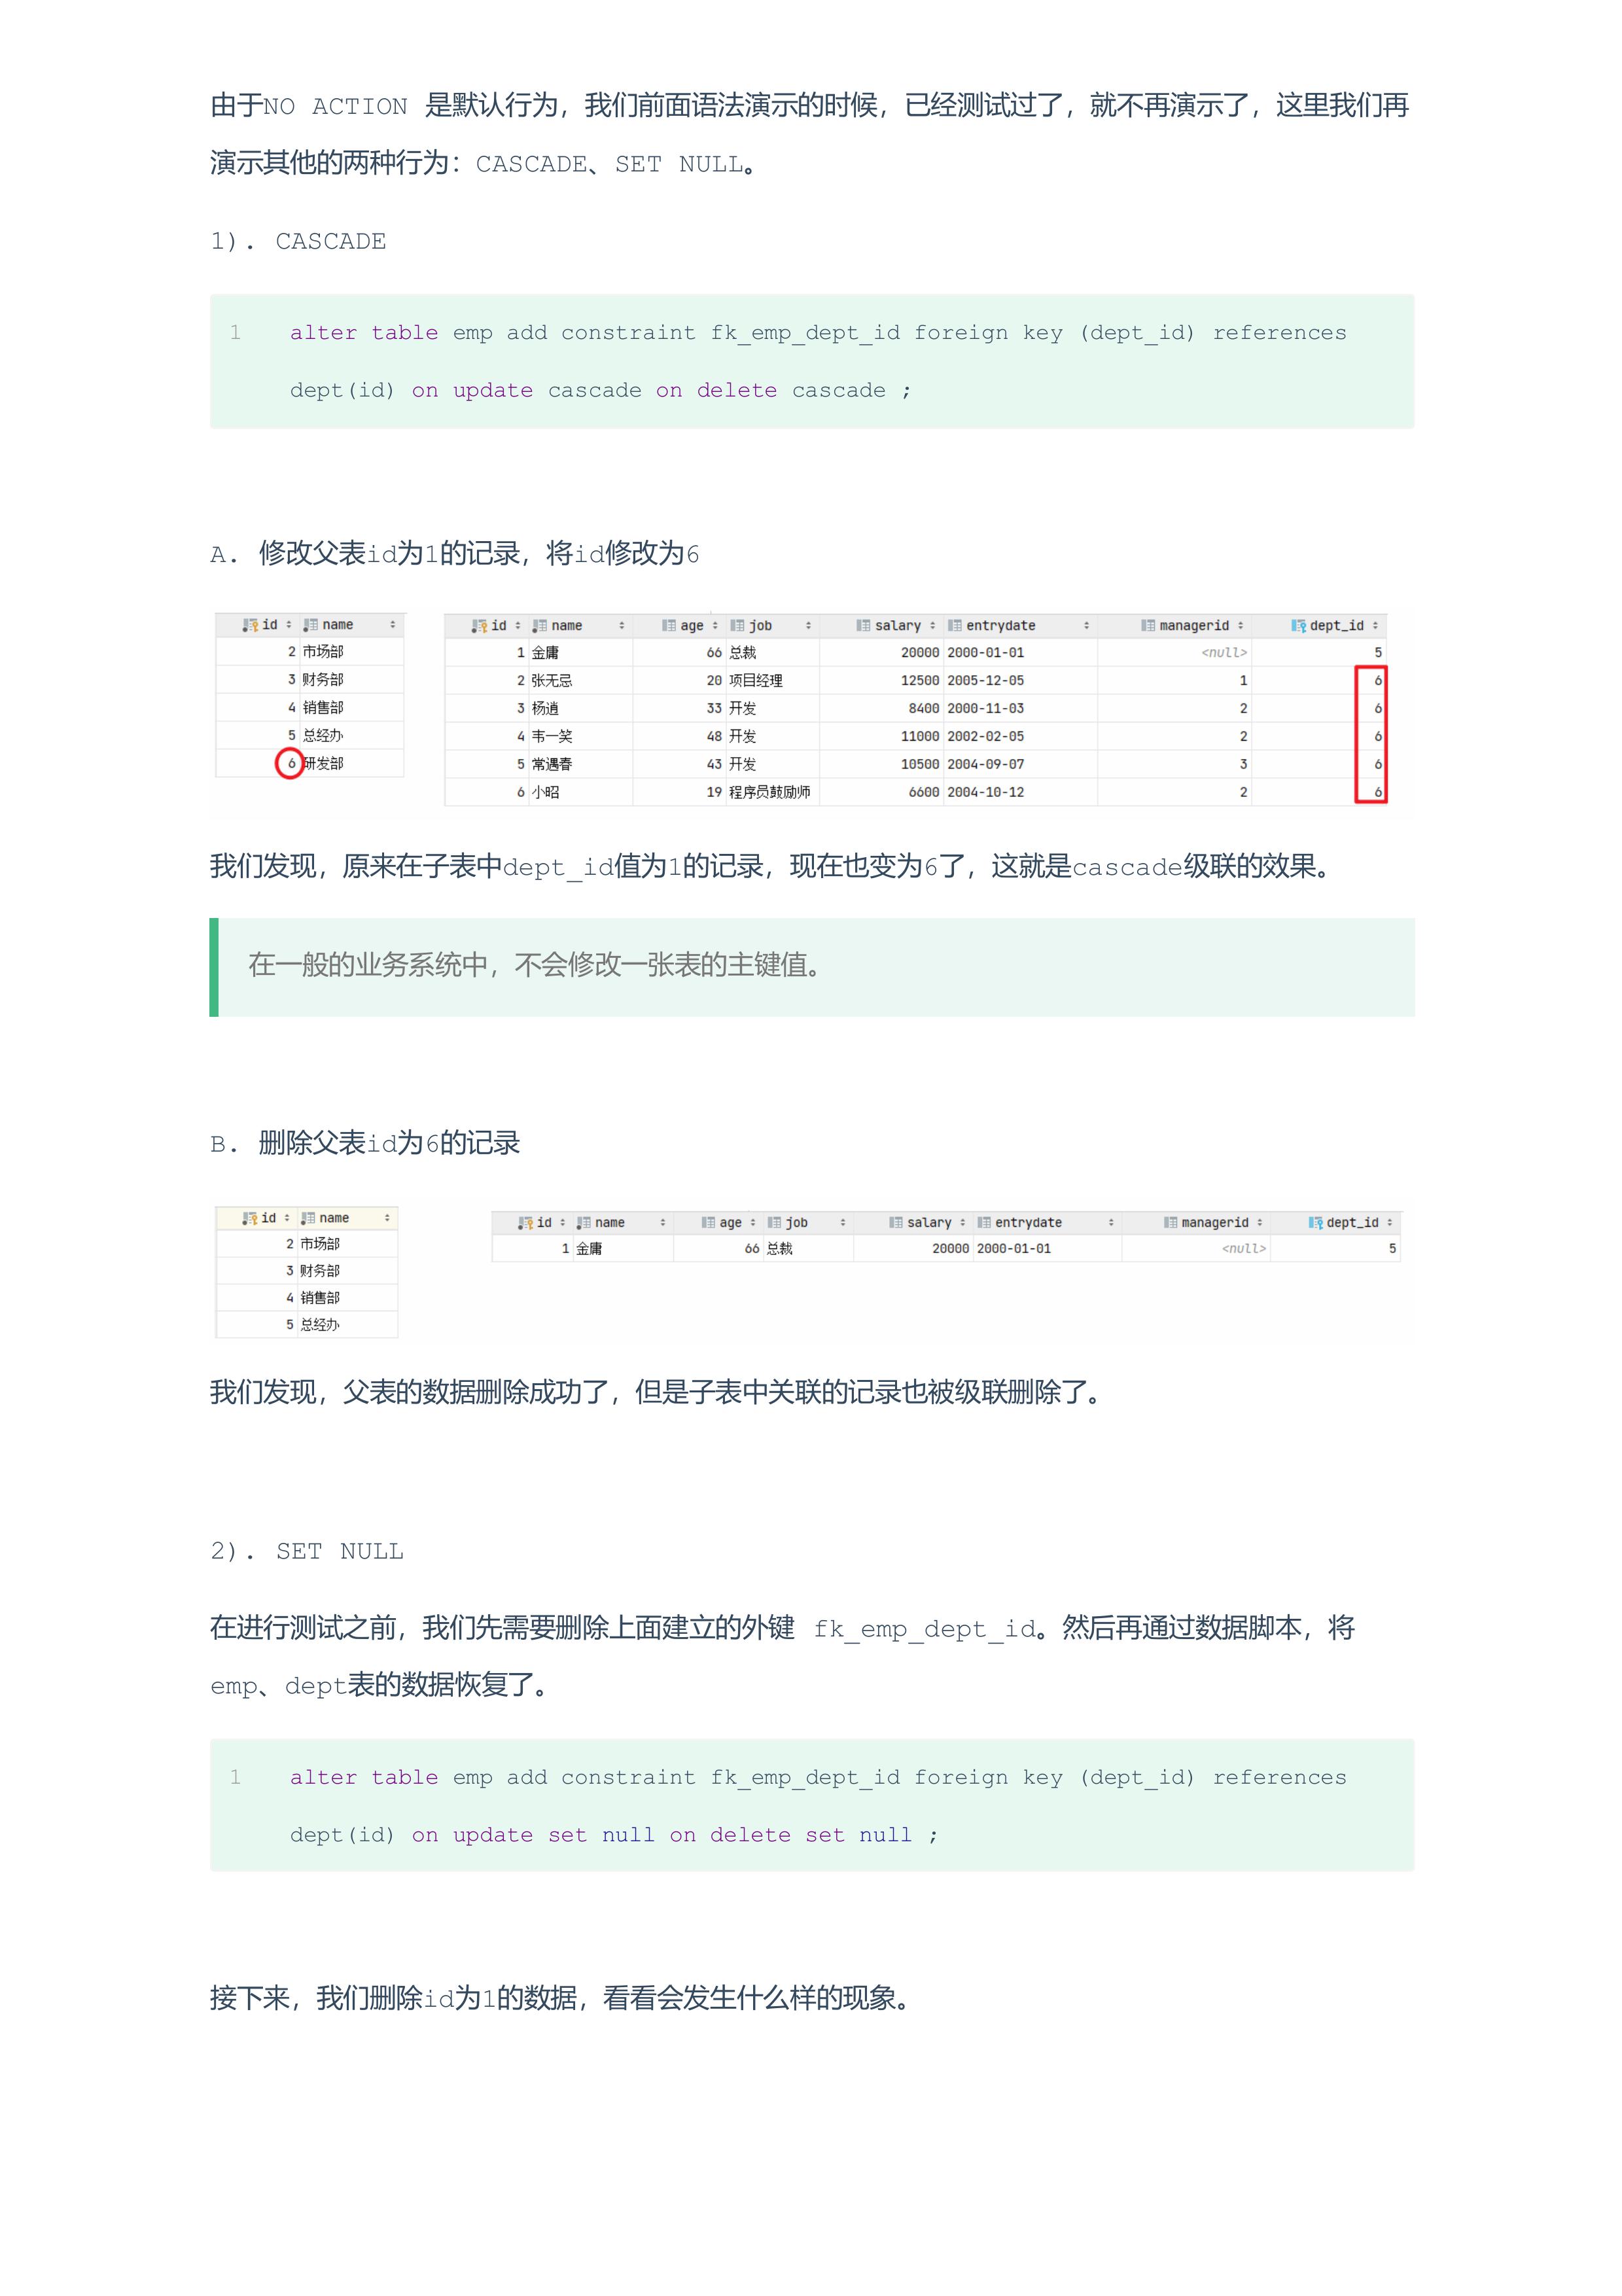 由于NO ACTION 是默认行为，我们前面语法演示的时候，已经测试过了，就不再演示了，这里我们再
演示其他的两种行为：CASCADE、SET NULL。
1). CASCADE
1 alter table emp add constraint fk_emp_dept_id foreign key (dept_id) references
dept(id) on update cascade on delete cascade ;
A. 修改父表id为1的记录，将id修改为6
id name
2 市场部
3 财务部
4 销售部
5 总经办
6 研发部
id name age job salary entrydate managerid dept_id
1 金庸 66 总裁 20000 2000-01-01 <null> 5
2 张无忌 20 项目经理 12500 2005-12-05 1 6
3 杨逍 33 开发 8400 2000-11-03 2 6
4 韦一笑 48 开发 11000 2002-02-05 2 6
5 常遇春 43 开发 10500 2004-09-07 3 6
6 小昭 19 程序员鼓励师 6600 2004-10-12 2 6
我们发现，原来在子表中dept_id值为1的记录，现在也变为6了，这就是cascade级联的效果。
在一般的业务系统中，不会修改一张表的主键值。
B. 删除父表id为6的记录
id name
2 市场部
3 财务部
4 销售部
5 总经办
id name age job salary entrydate managerid dept_id
1 金庸 66 总裁 20000 2000-01-01 <null> 5
我们发现，父表的数据删除成功了，但是子表中关联的记录也被级联删除了。
2). SET NULL
在进行测试之前，我们先需要删除上面建立的外键 fk_emp_dept_id。然后再通过数据脚本，将
emp、dept表的数据恢复了。
1 alter table emp add constraint fk_emp_dept_id foreign key (dept_id) references
dept(id) on update set null on delete set null ;
接下来，我们删除id为1的数据，看看会发生什么样的现象。